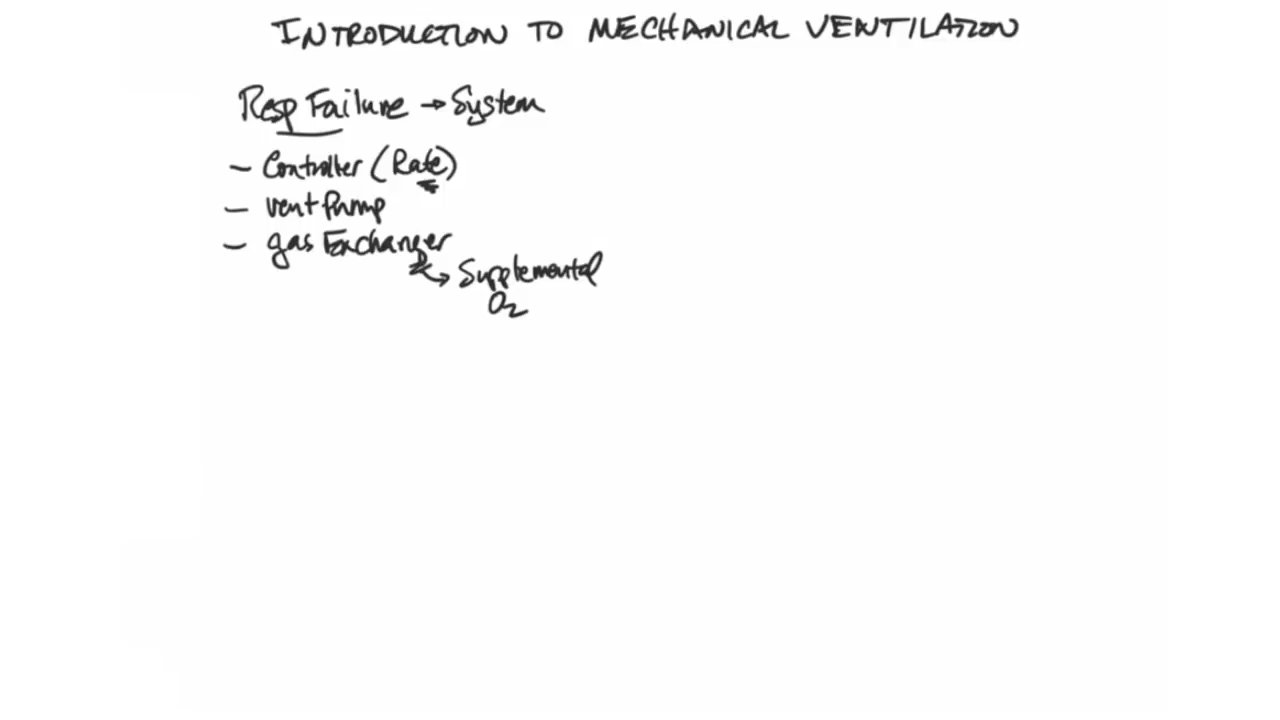 INTRODUCTION TO MECHANICAL VENTILATION
Resp Failure → System
- Controller (Rate)
- Vent Pump
- gas Exchanger
→ Supplemental
O2